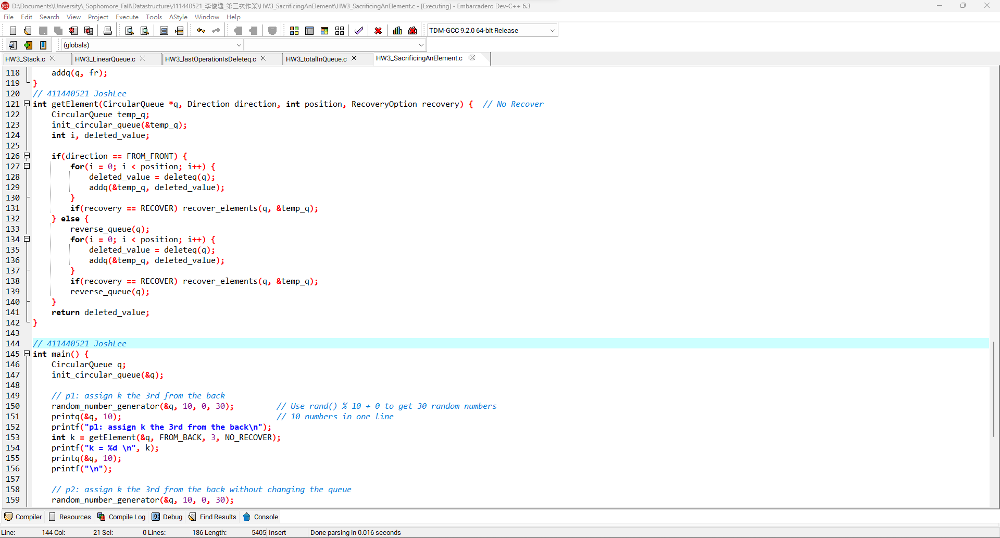 D:\Documents\University\_Sophomore_Fall\Datastructure\411440521_李俊逸_第三次作業\HW3_SacrificingAnElement\HW3_SacrificingAnElement.c - [Executing] - Embarcadero Dev-C++ 6.3
File Edit Search View Project Execute Tools AStyle Window Help
TDM-GCC 9.2.0 64-bit Release
(globals)
HW3_Stack.c HW3_LinearQueue.c HW3_lastOperationIsDeleteq.c HW3_totalInQueue.c HW3_SacrificingAnElement.c
118     addq(q, fr);
119 }
120 // 411440521 JoshLee
121 int getElement(CircularQueue *q, Direction direction, int position, RecoveryOption recovery) {  // No Recover
122     CircularQueue temp_q;
123     init_circular_queue(&temp_q);
124     int i, deleted_value;
125
126     if(direction == FROM_FRONT) {
127         for(i = 0; i < position; i++) {
128             deleted_value = deleteq(q);
129             addq(&temp_q, deleted_value);
130         }
131         if(recovery == RECOVER) recover_elements(q, &temp_q);
132     } else {
133         reverse_queue(q);
134         for(i = 0; i < position; i++) {
135             deleted_value = deleteq(q);
136             addq(&temp_q, deleted_value);
137         }
138         if(recovery == RECOVER) recover_elements(q, &temp_q);
139         reverse_queue(q);
140     }
141     return deleted_value;
142 }
143
144 // 411440521 JoshLee
145 int main() {
146     CircularQueue q;
147     init_circular_queue(&q);
148
149     // p1: assign k the 3rd from the back
150     random_number_generator(&q, 10, 0, 30);         // Use rand() % 10 + 0 to get 30 random numbers
151     printq(&q, 10);                                 // 10 numbers in one line
152     printf("p1: assign k the 3rd from the back\n");
153     int k = getElement(&q, FROM_BACK, 3, NO_RECOVER);
154     printf("k = %d \n", k);
155     printq(&q, 10);
156     printf("\n");
157
158     // p2: assign k the 3rd from the back without changing the queue
159     random_number_generator(&q, 10, 0, 30);
Compiler Resources Compile Log Debug Find Results Console
Line: 144 Col: 21 Sel: 0 Lines: 186 Length: 5405 Insert Done parsing in 0.016 seconds